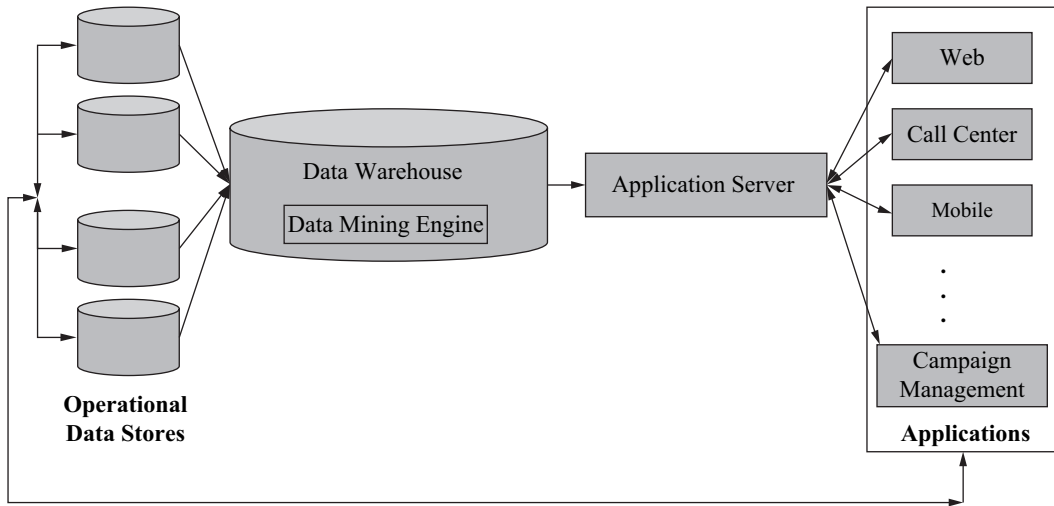 Operational
Data Stores
Data Warehouse
Data Mining Engine
Application Server
Web
Call Center
Mobile
Campaign
Management
Applications